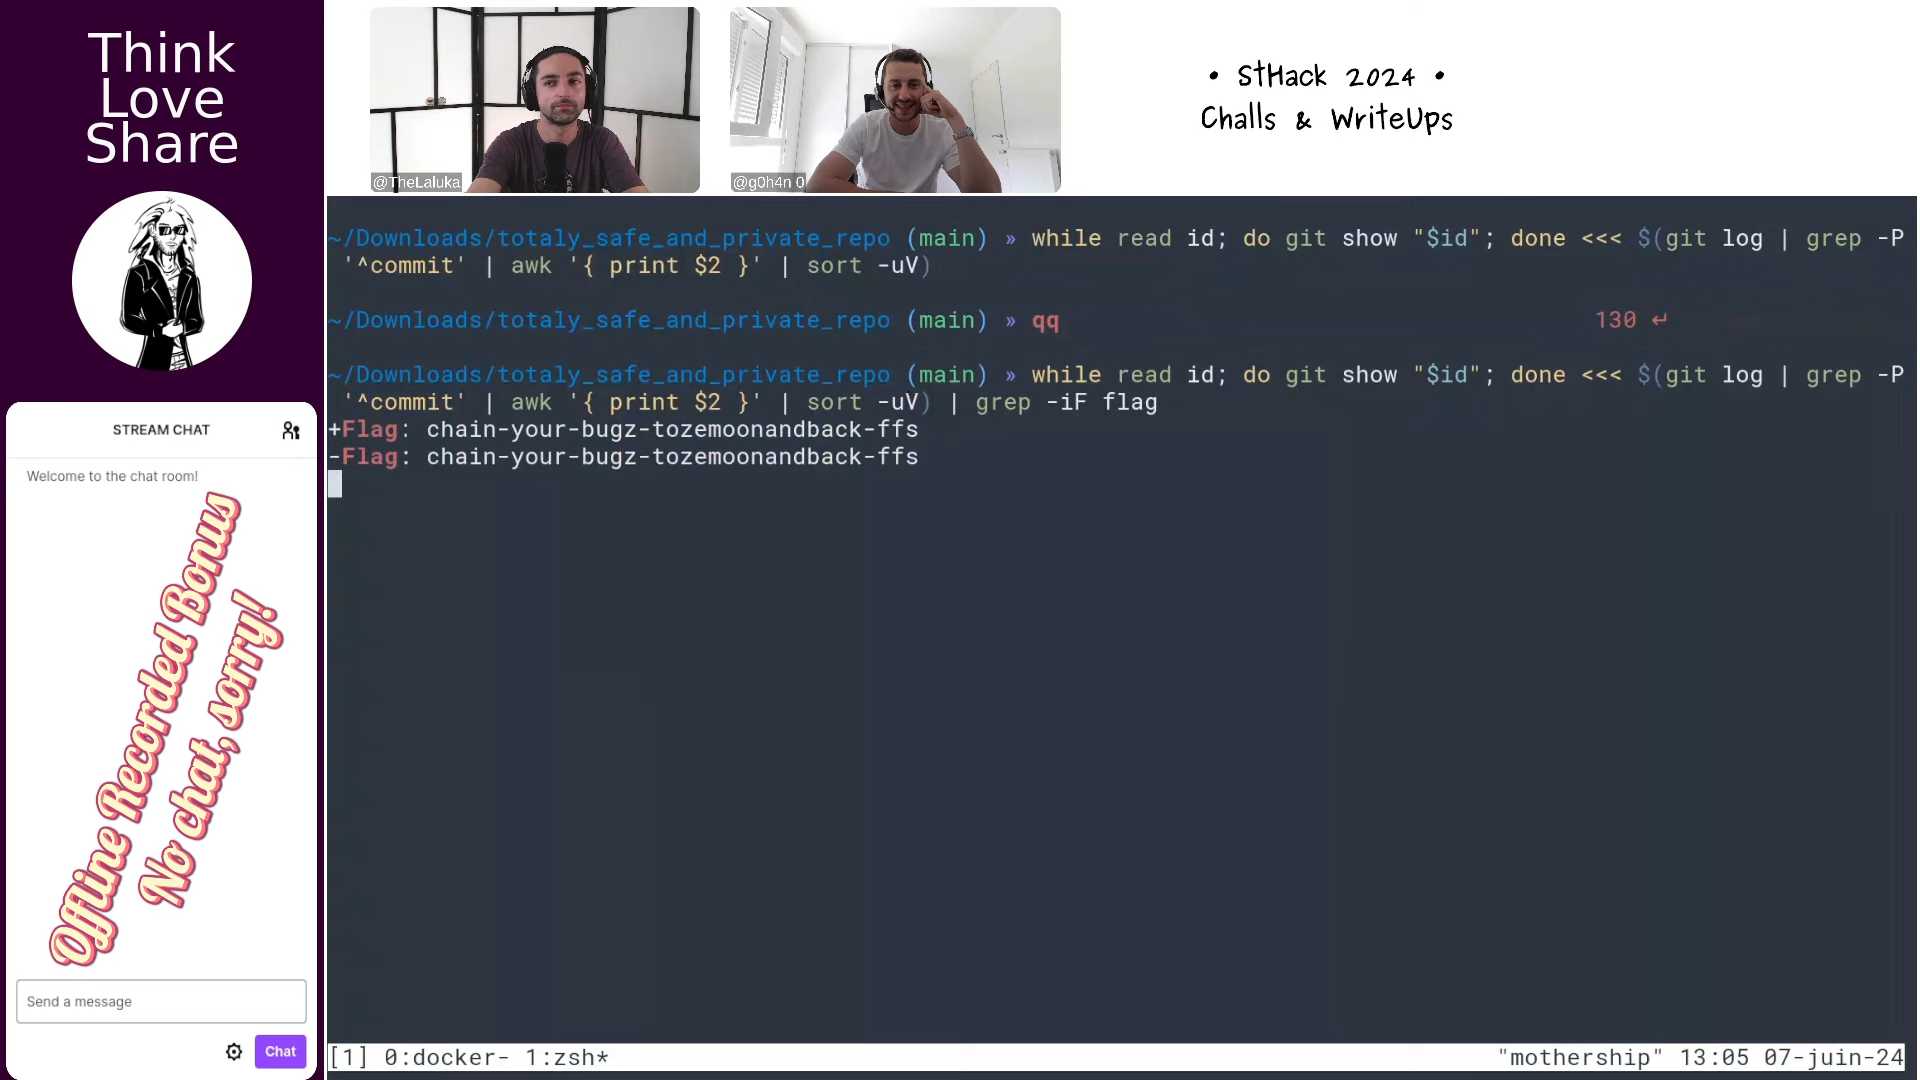 Think
Love
Share
@TheLaluka
@g0h4n 0
• StHack 2024 •
Challs & WriteUps
STREAM CHAT
Welcome to the chat room!
Offline Recorded Bonus
No chat, sorry!
Send a message
Chat
~/Downloads/totaly_safe_and_private_repo (main) » while read id; do git show "$id"; done <<< $(git log | grep -P
'^commit' | awk '{ print $2 }' | sort -uV)
~/Downloads/totaly_safe_and_private_repo (main) » qq 130 ↵
~/Downloads/totaly_safe_and_private_repo (main) » while read id; do git show "$id"; done <<< $(git log | grep -P
'^commit' | awk '{ print $2 }' | sort -uV) | grep -iF flag
+Flag: chain-your-bugz-tozemoonandback-ffs
-Flag: chain-your-bugz-tozemoonandback-ffs
[1] 0:docker- 1:zsh* "mothership" 13:05 07-juin-24